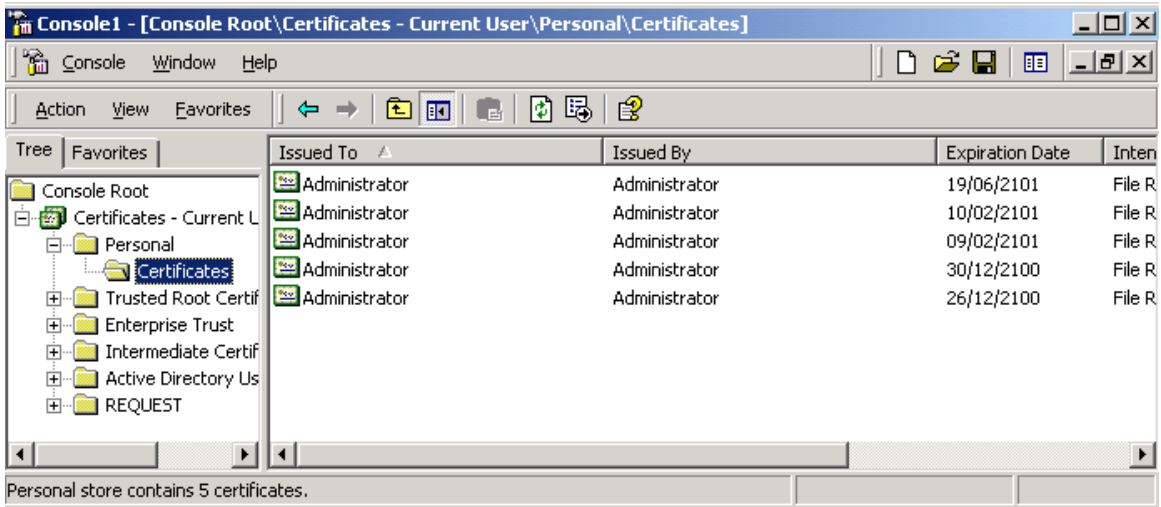 Console1 - [Console Root\Certificates - Current User\Personal\Certificates]
Console Window Help
Action View Favorites
Tree Favorites
Issued To Issued By Expiration Date Inten
Console Root
Certificates - Current U
Personal
Certificates
Trusted Root Certif
Enterprise Trust
Intermediate Certif
Active Directory Us
REQUEST
Administrator Administrator 19/06/2101 File R
Administrator Administrator 10/02/2101 File R
Administrator Administrator 09/02/2101 File R
Administrator Administrator 30/12/2100 File R
Administrator Administrator 26/12/2100 File R
Personal store contains 5 certificates.